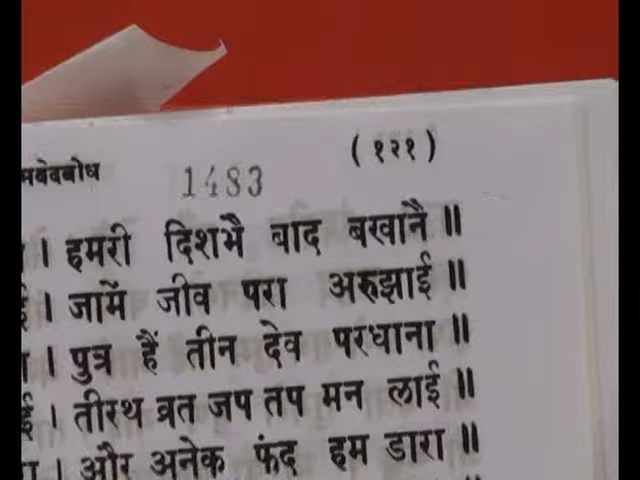 (१२१)
1483
। हमरी दिशभै बाद बखानै ॥
। जामें जीव परा अरुझाई ॥
। पुत्र हैं तीन देव परधाना ॥
। तीरथ व्रत जप तप मन लाई ॥
। और अनेक फंद हम डारा ॥